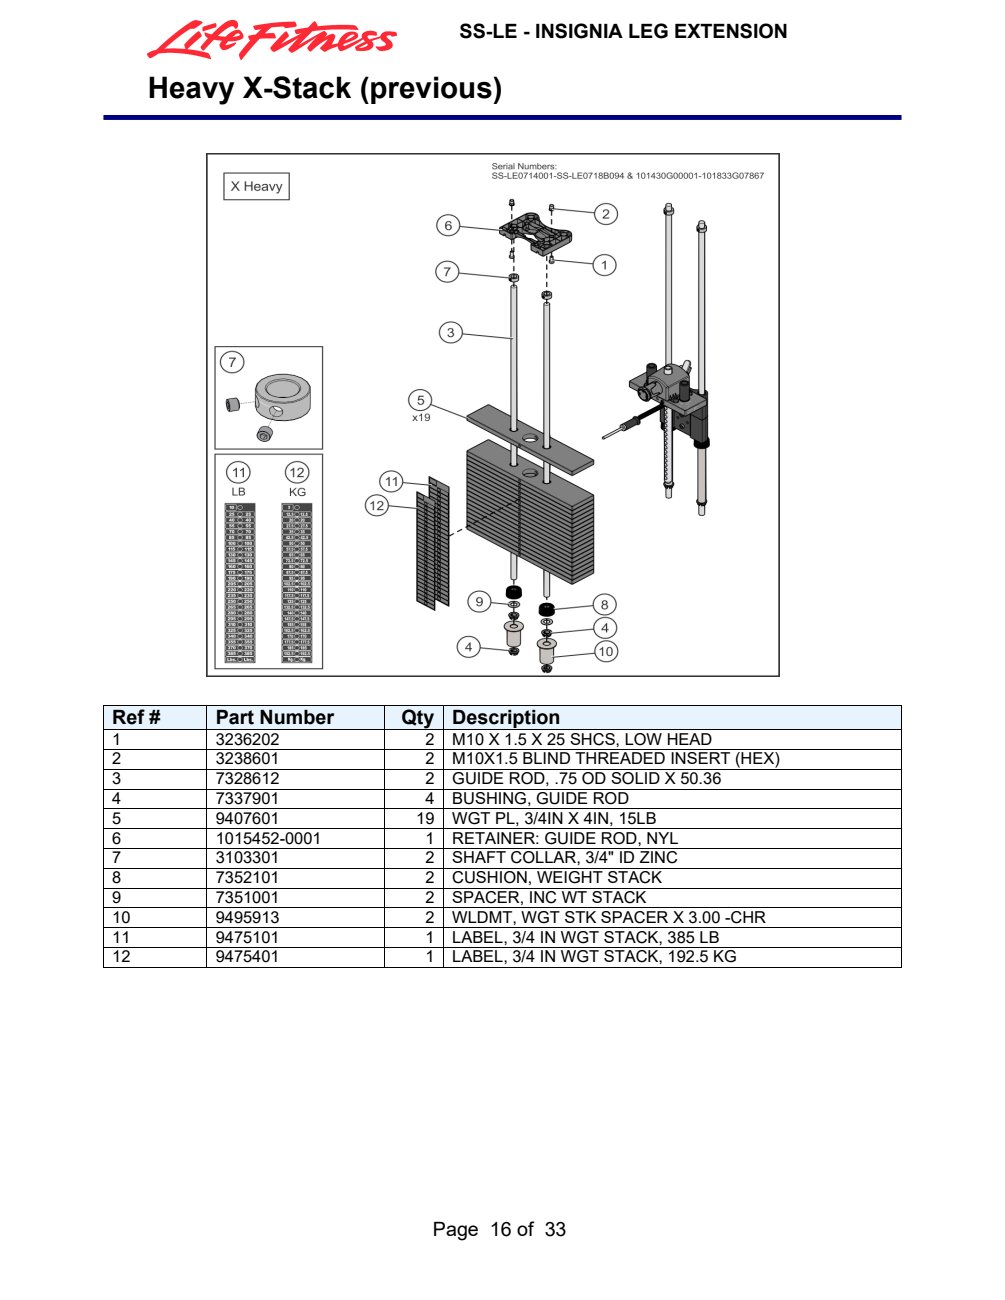 Life Fitness
SS-LE - INSIGNIA LEG EXTENSION
Heavy X-Stack (previous)
Serial Numbers:
SS-LE0714001-SS-LE0718B094 & 101430G00001-101833G07867
X Heavy
2
6
1
7
3
7
5
x19
11
12
11
12
LB
KG
9
8
4
4
10
Ref # Part Number Qty Description
1 3236202 2 M10 X 1.5 X 25 SHCS, LOW HEAD
2 3238601 2 M10X1.5 BLIND THREADED INSERT (HEX)
3 7328612 2 GUIDE ROD, .75 OD SOLID X 50.36
4 7337901 4 BUSHING, GUIDE ROD
5 9407601 19 WGT PL, 3/4IN X 4IN, 15LB
6 1015452-0001 1 RETAINER: GUIDE ROD, NYL
7 3103301 2 SHAFT COLLAR, 3/4" ID ZINC
8 7352101 2 CUSHION, WEIGHT STACK
9 7351001 2 SPACER, INC WT STACK
10 9495913 2 WLDMT, WGT STK SPACER X 3.00 -CHR
11 9475101 1 LABEL, 3/4 IN WGT STACK, 385 LB
12 9475401 1 LABEL, 3/4 IN WGT STACK, 192.5 KG
Page 16 of 33